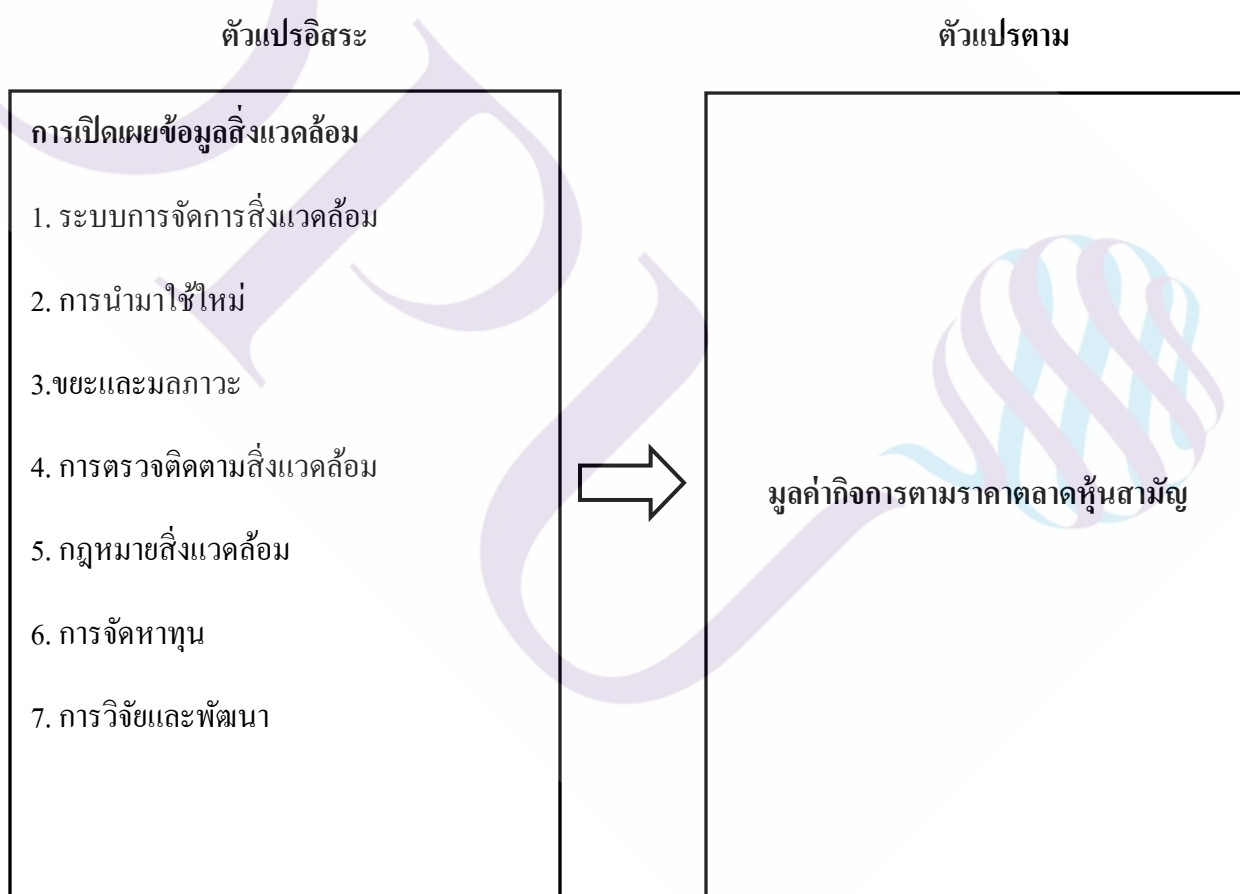 ตัวแปรอิสระ
ตัวแปรตาม
การเปิดเผยข้อมูลสิ่งแวดล้อม
1. ระบบการจัดการสิ่งแวดล้อม
2. การนำมาใช้ใหม่
3.ขยะและมลภาวะ
4. การตรวจติดตามสิ่งแวดล้อม
5. กฎหมายสิ่งแวดล้อม
6. การจัดหาทุน
7. การวิจัยและพัฒนา
มูลค่ากิจการตามราคาตลาดหุ้นสามัญ
DPU